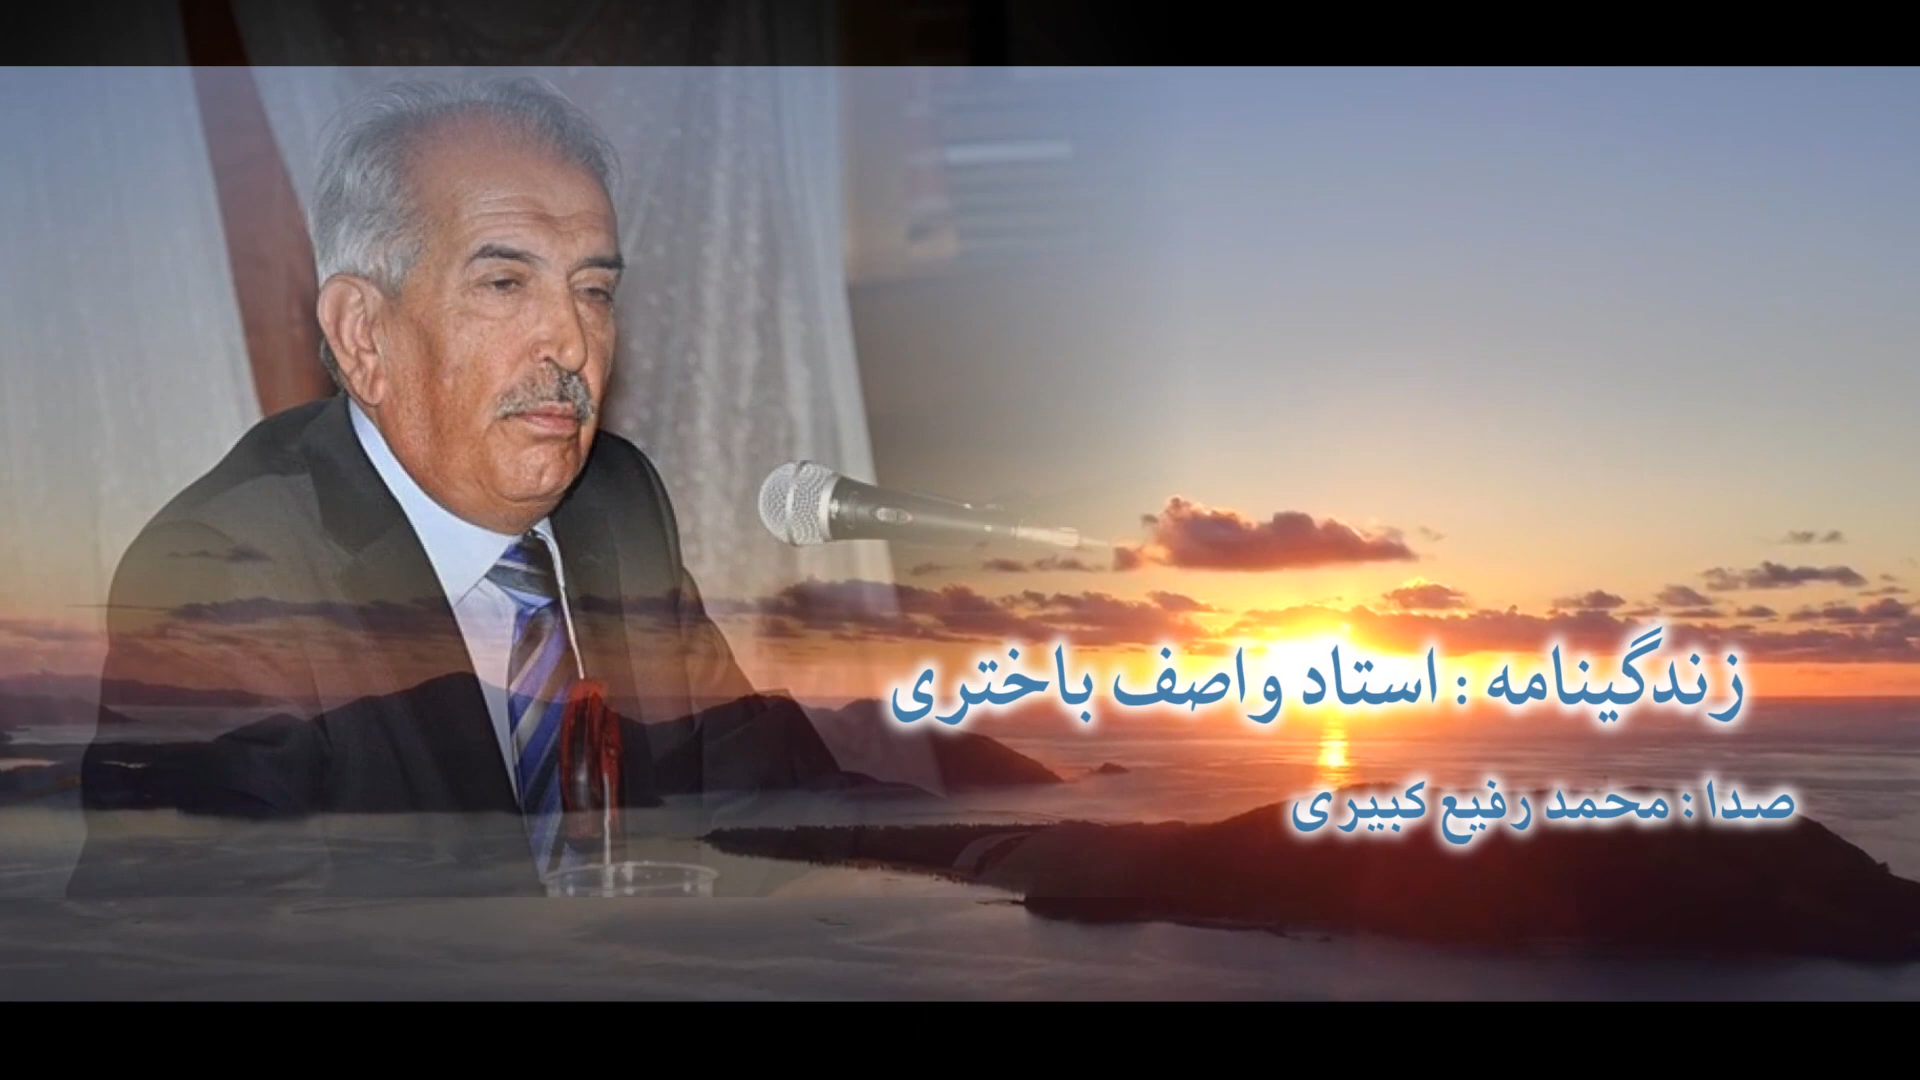 زندگینامه : استاد واصف باختری
صدا : محمد رفیع کبیری